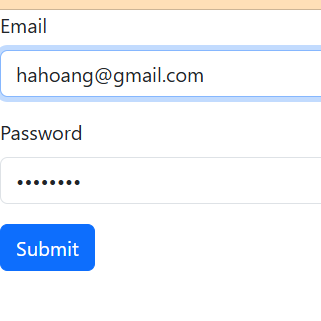 Email
hahoang@gmail.com
Password
••••••••
Submit